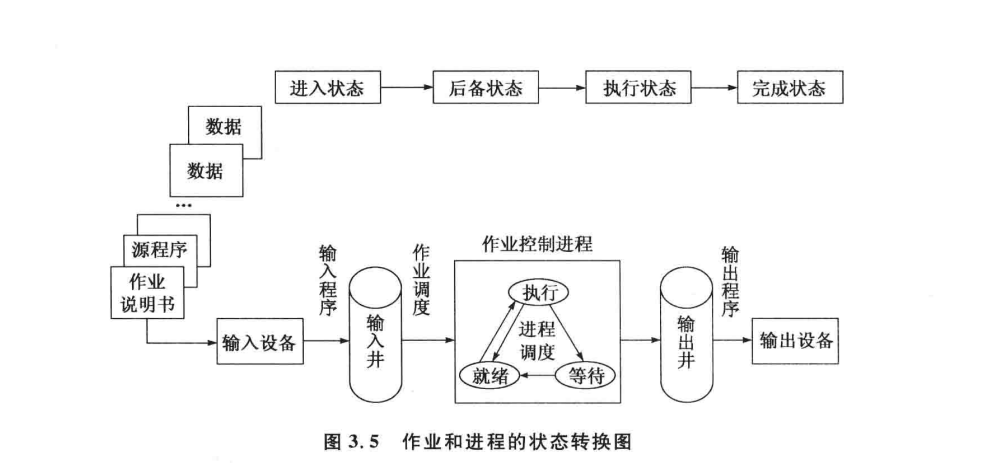 进入状态
后备状态
执行状态
完成状态
数据
数据
...
源程序
作业
说明书
输入设备
输入程序
输入井
作业调度
作业控制进程
执行
进程
调度
就绪
等待
输出井
输出程序
输出设备
图 3.5 作业和进程的状态转换图